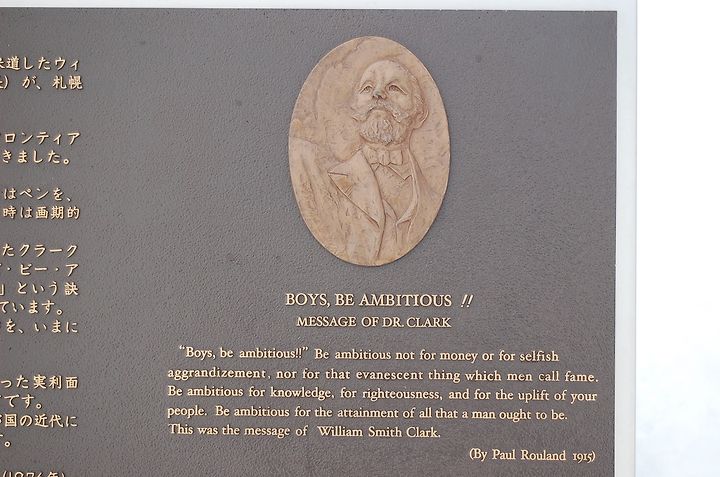 来道したウィ
が、札幌
ロンティア
きました。
はペンを、
時は画期的
たクラーク
・ビー・ア
」という訣
ています。
を、いまに
った実利面
です。
国の近代に
す。
BOYS, BE AMBITIOUS !!
MESSAGE OF DR. CLARK
"Boys, be ambitious!!" Be ambitious not for money or for selfish
aggrandizement, nor for that evanescent thing which men call fame.
Be ambitious for knowledge, for righteousness, and for the uplift of your
people. Be ambitious for the attainment of all that a man ought to be.
This was the message of William Smith Clark.
(By Paul Rouland 1915)